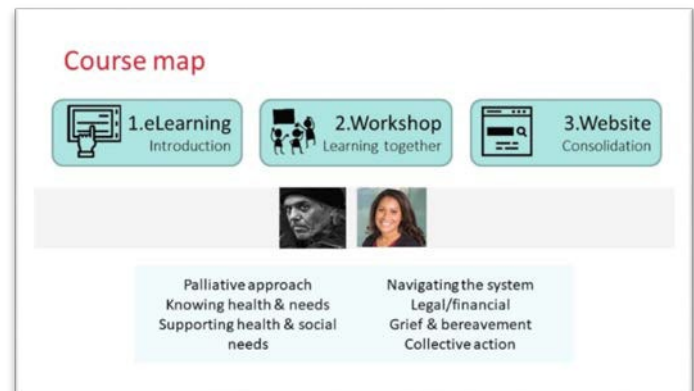 Course map
1.eLearning
Introduction
2.Workshop
Learning together
3.Website
Consolidation
Palliative approach
Knowing health & needs
Supporting health & social
needs
Navigating the system
Legal/financial
Grief & bereavement
Collective action